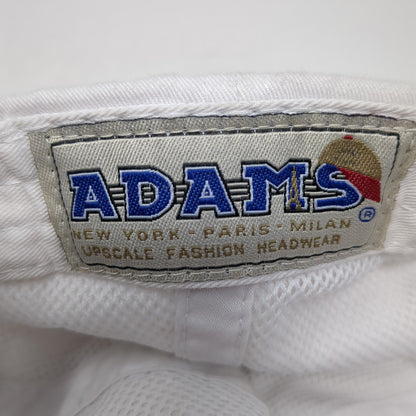 ADAMS®
NEW YORK - PARIS - MILAN
UPSCALE FASHION HEADWEAR